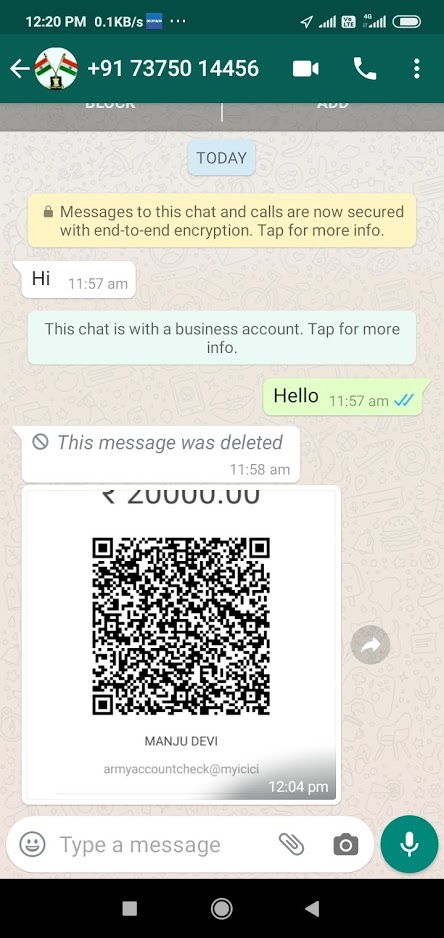 12:20 PM 0.1KB/s ...
+91 73750 14456
BLOCK ADD
TODAY
Messages to this chat and calls are now secured
with end-to-end encryption. Tap for more info.
Hi 11:57 am
This chat is with a business account. Tap for more
info.
Hello 11:57 am
This message was deleted
11:58 am
₹ 20000.00
MANJU DEVI
armyaccountcheck@myicici
12:04 pm
Type a message